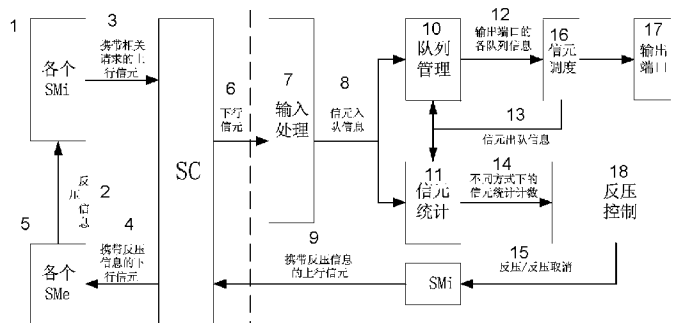 1
各个
SMi
3
携带相关
请求的上
行信元
2
反压信息
5
各个
SMe
4
携带反压
信息的下
行信元
SC
6
下行
信元
7
输入
处理
8
信元入
队信息
9
携带反压信息
的上行信元
10
队列
管理
12
输出端口的
各队列信息
16
信元
调度
17
输出
端口
13
信元出队信息
11
信元
统计
14
不同方式下的
信元统计计数
18
反压
控制
15
反压/反压取消
SMi